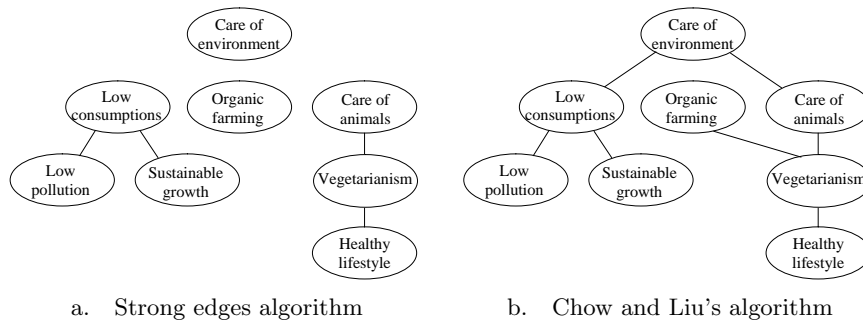 Care of
environment
Low
consumptions
Organic
farming
Care of
animals
Low
pollution
Sustainable
growth
Vegetarianism
Healthy
lifestyle
a. Strong edges algorithm
Care of
environment
Low
consumptions
Organic
farming
Care of
animals
Low
pollution
Sustainable
growth
Vegetarianism
Healthy
lifestyle
b. Chow and Liu's algorithm